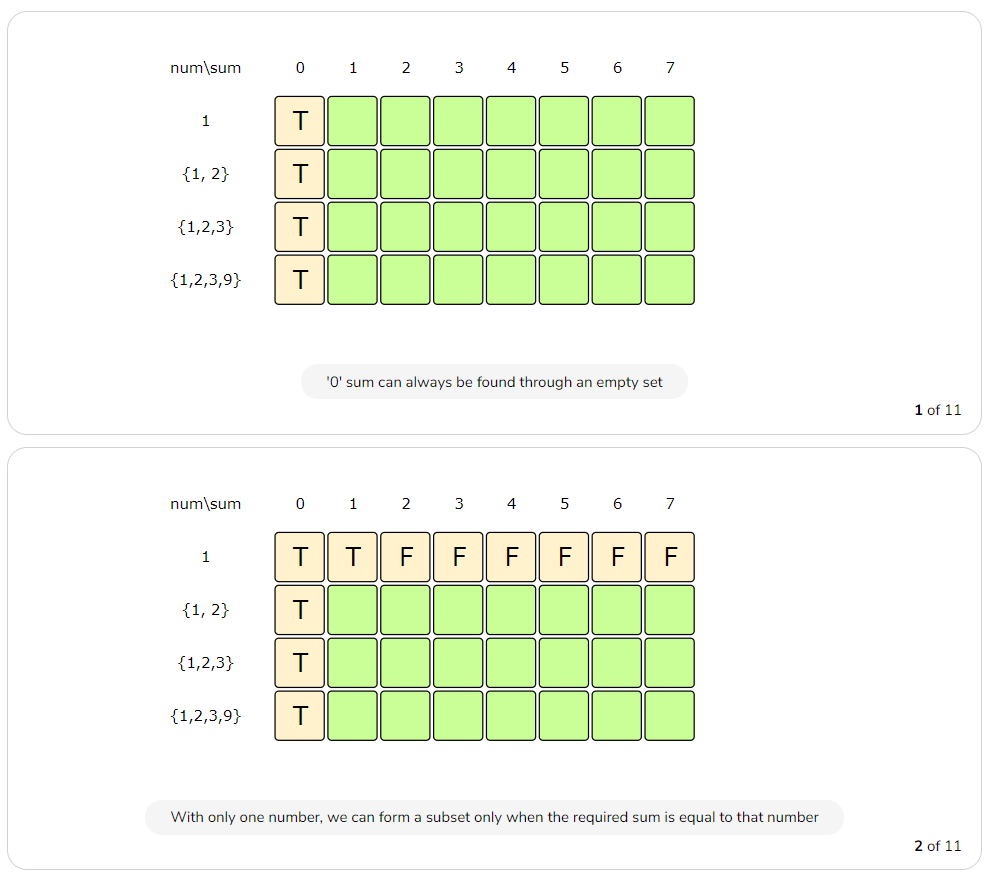 num\sum 0 1 2 3 4 5 6 7
1 T
{1, 2} T
{1,2,3} T
{1,2,3,9} T
'0' sum can always be found through an empty set
1 of 11
num\sum 0 1 2 3 4 5 6 7
1 T T F F F F F F
{1, 2} T
{1,2,3} T
{1,2,3,9} T
With only one number, we can form a subset only when the required sum is equal to that number
2 of 11